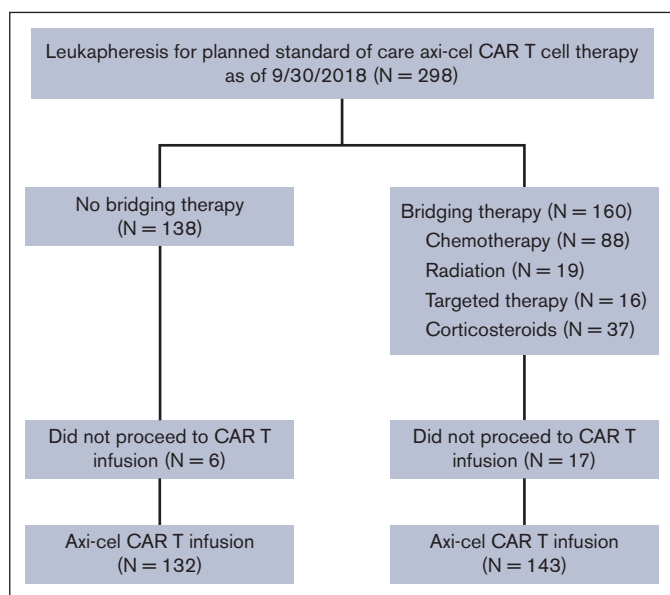 Leukapheresis for planned standard of care axi-cel CAR T cell therapy
as of 9/30/2018 (N = 298)
No bridging therapy
(N = 138)
Bridging therapy (N = 160)
Chemotherapy (N = 88)
Radiation (N = 19)
Targeted therapy (N = 16)
Corticosteroids (N = 37)
Did not proceed to CAR T
infusion (N = 6)
Did not proceed to CAR T
infusion (N = 17)
Axi-cel CAR T infusion
(N = 132)
Axi-cel CAR T infusion
(N = 143)